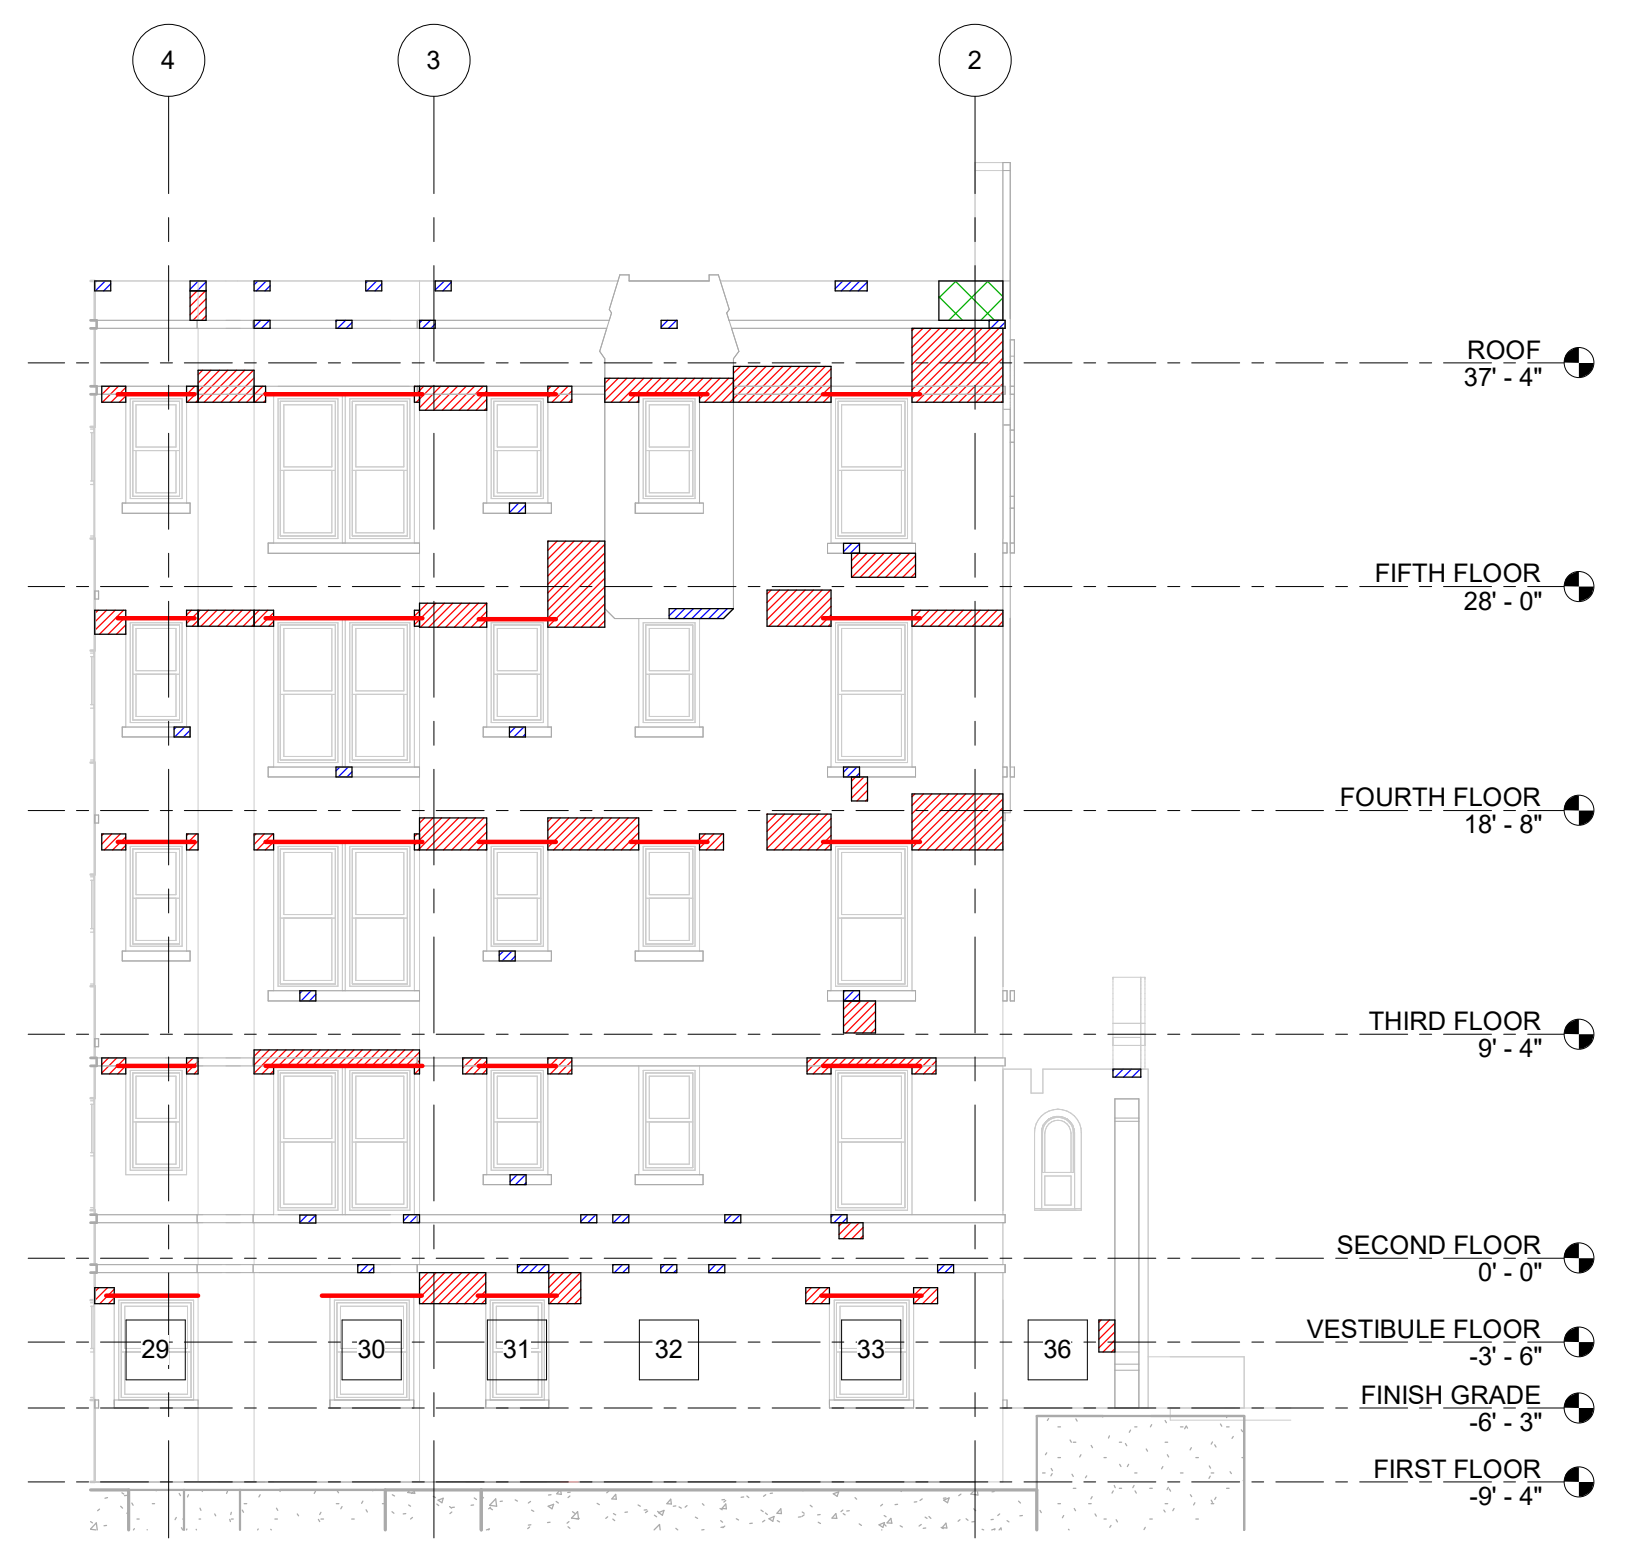 4
3
2
ROOF
37' - 4"
FIFTH FLOOR
28' - 0"
FOURTH FLOOR
18' - 8"
THIRD FLOOR
9' - 4"
SECOND FLOOR
0' - 0"
VESTIBULE FLOOR
-3' - 6"
29
30
31
32
33
36
FINISH GRADE
-6' - 3"
FIRST FLOOR
-9' - 4"